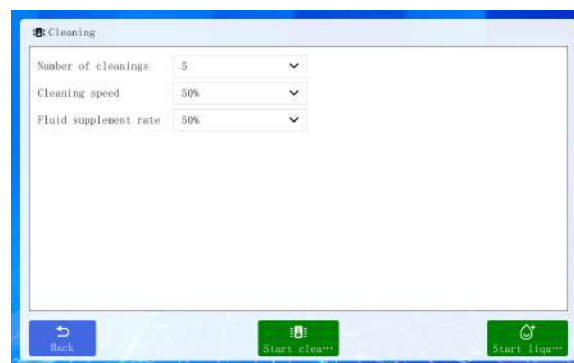 Cleaning
Number of cleanings 5
Cleaning speed 50%
Fluid supplement rate 50%
Back
Start clea…
Start liqu…